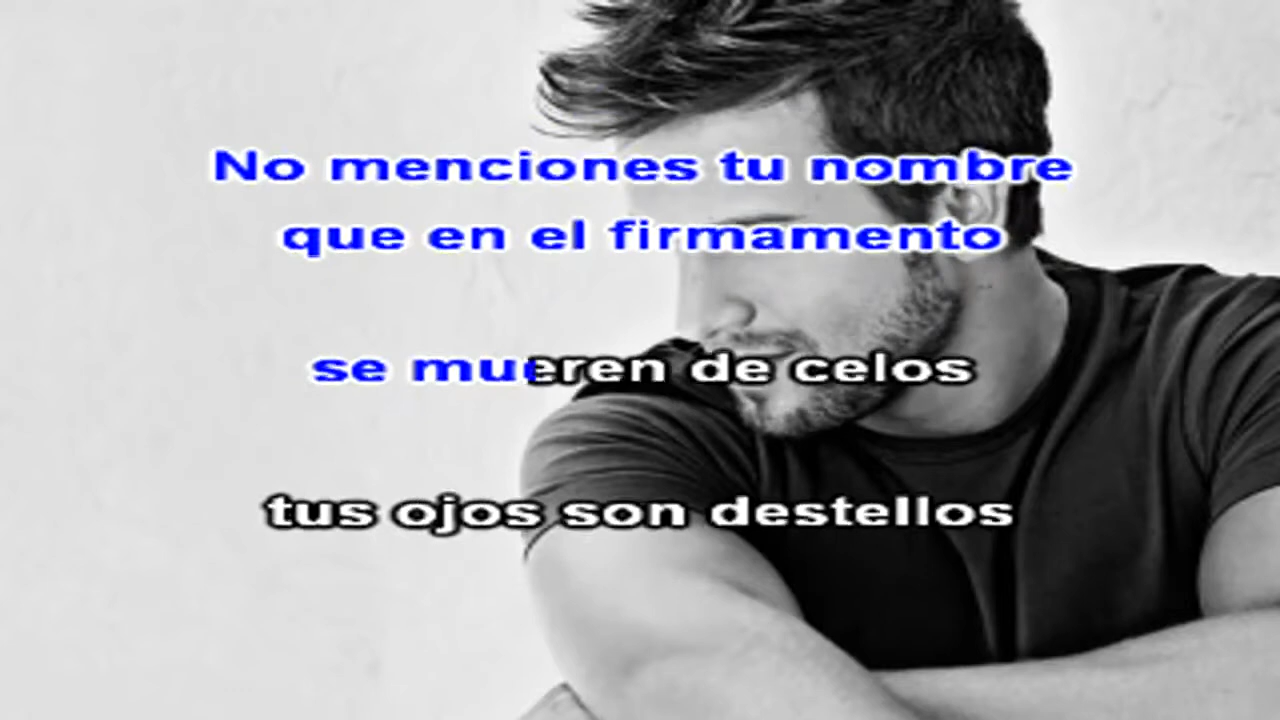 No menciones tu nombre
que en el firmamento
se mueren de celos
tus ojos son destellos